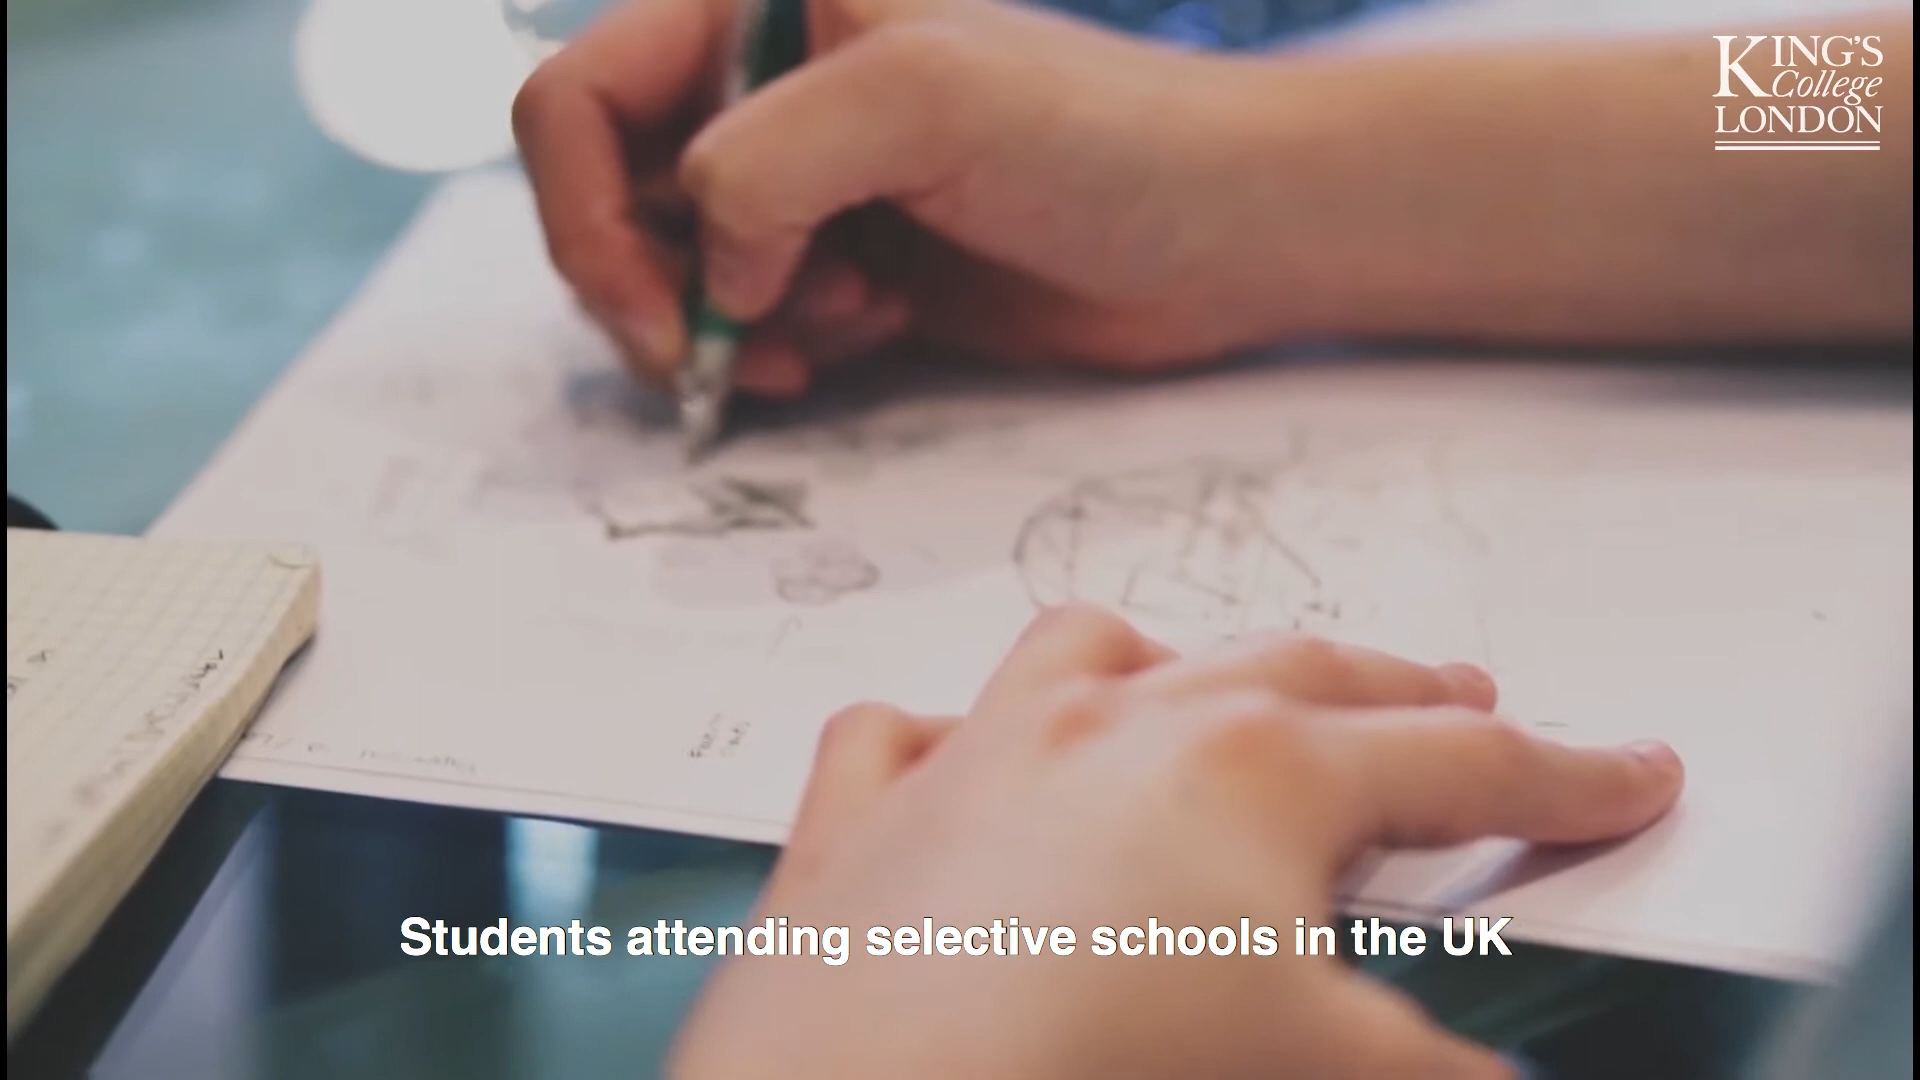 KING'S
College
LONDON
Students attending selective schools in the UK